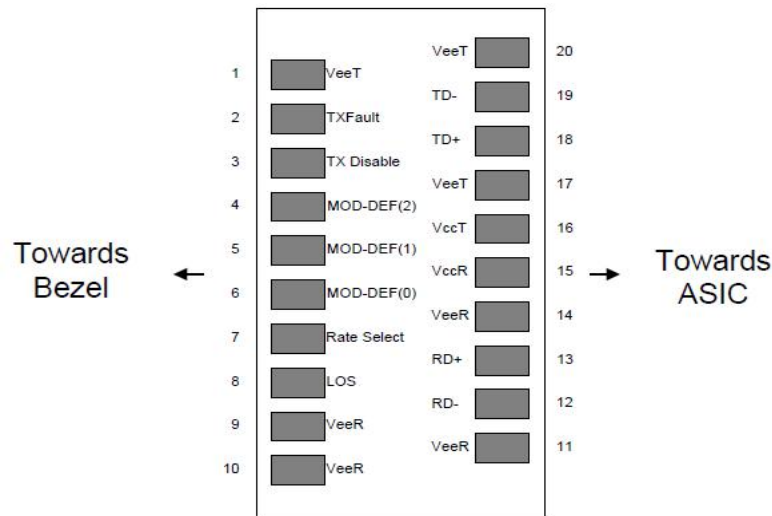 1 VeeT
2 TXFault
3 TX Disable
4 MOD-DEF(2)
5 MOD-DEF(1)
6 MOD-DEF(0)
7 Rate Select
8 LOS
9 VeeR
10 VeeR
VeeT 20
TD- 19
TD+ 18
VeeT 17
VccT 16
VccR 15
VeeR 14
RD+ 13
RD- 12
VeeR 11
Towards
Bezel
Towards
ASIC